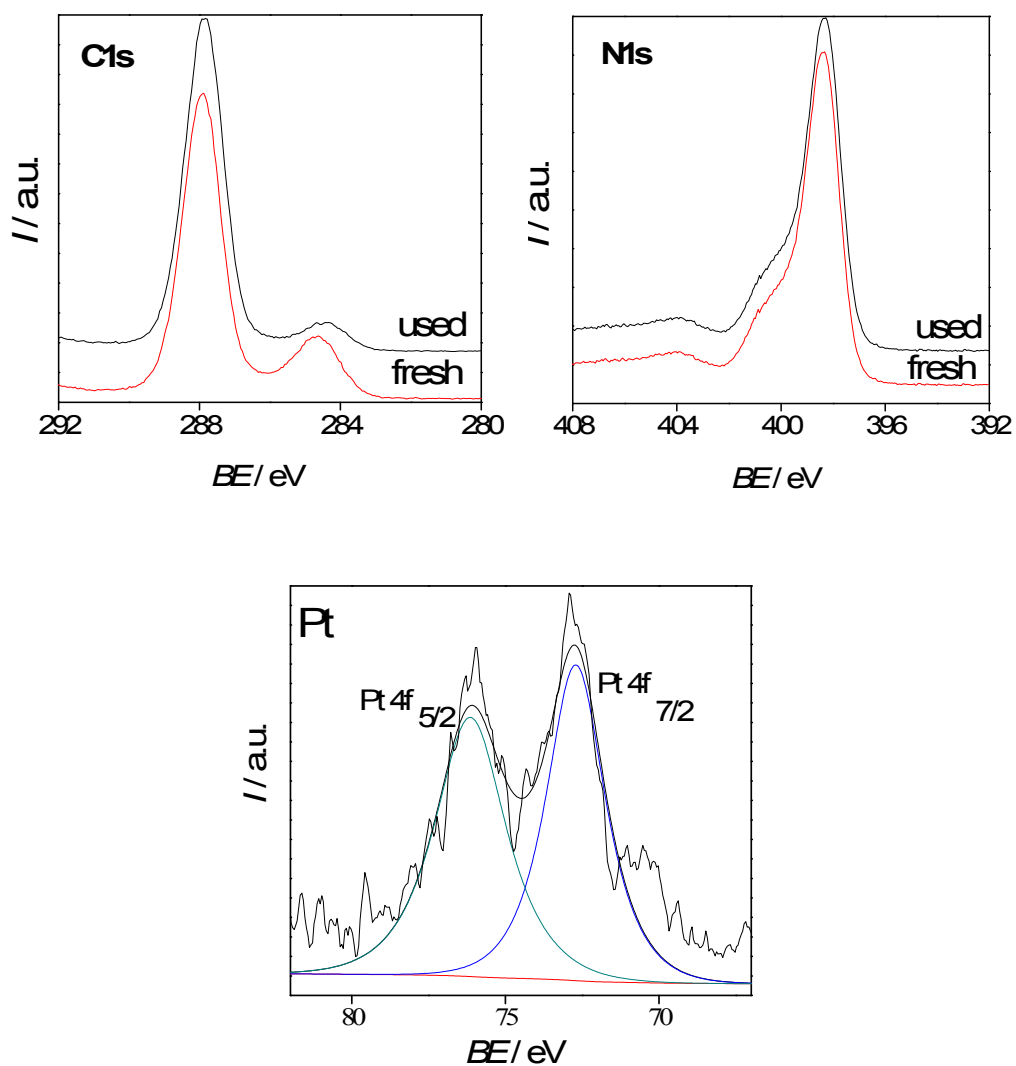 C1s
I / a.u.
used
fresh
292 288 284 280
BE / eV
N1s
I / a.u.
used
fresh
408 404 400 396 392
BE / eV
Pt
Pt 4f 5/2
Pt 4f 7/2
I / a.u.
80 75 70
BE / eV